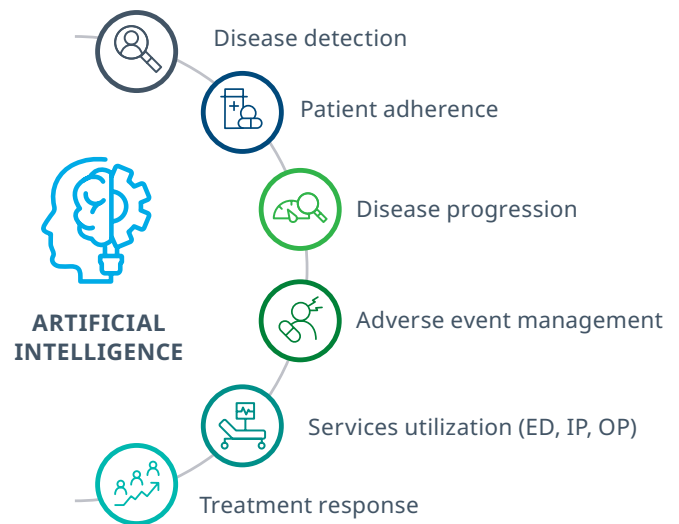 Disease detection
Patient adherence
Disease progression
ARTIFICIAL
INTELLIGENCE
Adverse event management
Services utilization (ED, IP, OP)
Treatment response